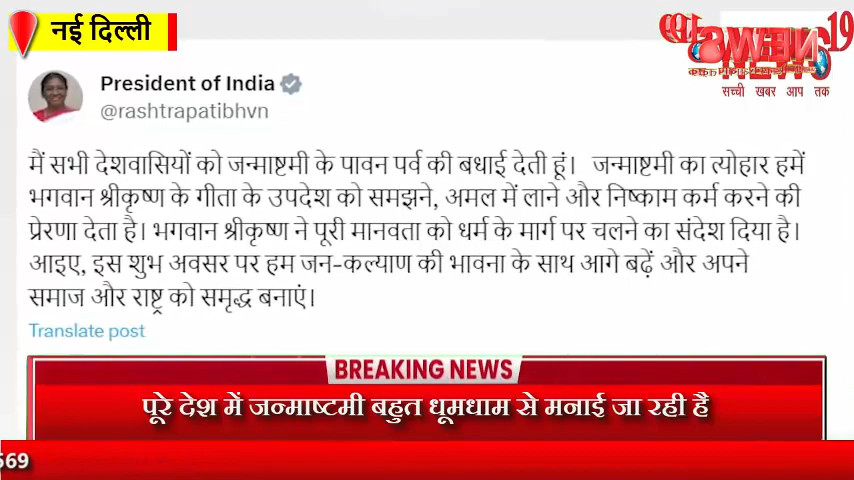 नई दिल्ली
19
NEWS
सच्ची खबर आप तक
President of India
@rashtrapatibhvn
मैं सभी देशवासियों को जन्माष्टमी के पावन पर्व की बधाई देती हूं। जन्माष्टमी का त्योहार हमें
भगवान श्रीकृष्ण के गीता के उपदेश को समझने, अमल में लाने और निष्काम कर्म करने की
प्रेरणा देता है। भगवान श्रीकृष्ण ने पूरी मानवता को धर्म के मार्ग पर चलने का संदेश दिया है।
आइए, इस शुभ अवसर पर हम जन-कल्याण की भावना के साथ आगे बढ़ें और अपने
समाज और राष्ट्र को समृद्ध बनाएं।
Translate post
BREAKING NEWS
पूरे देश में जन्माष्टमी बहुत धूमधाम से मनाई जा रही है
569